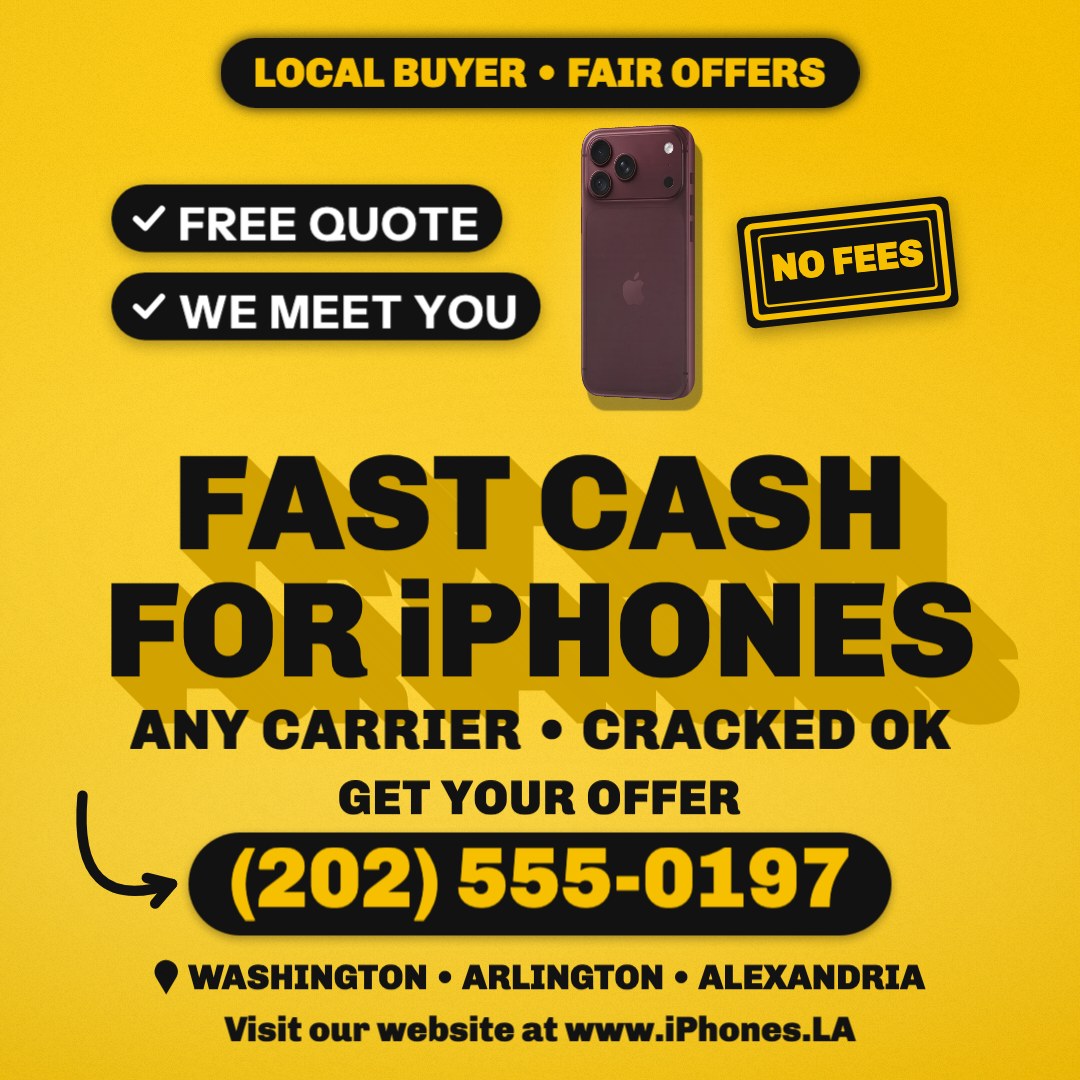 LOCAL BUYER • FAIR OFFERS
✓ FREE QUOTE
✓ WE MEET YOU
NO FEES
FAST CASH
FOR iPHONES
ANY CARRIER • CRACKED OK
GET YOUR OFFER
(202) 555-0197
WASHINGTON • ARLINGTON • ALEXANDRIA
Visit our website at www.iPhones.LA